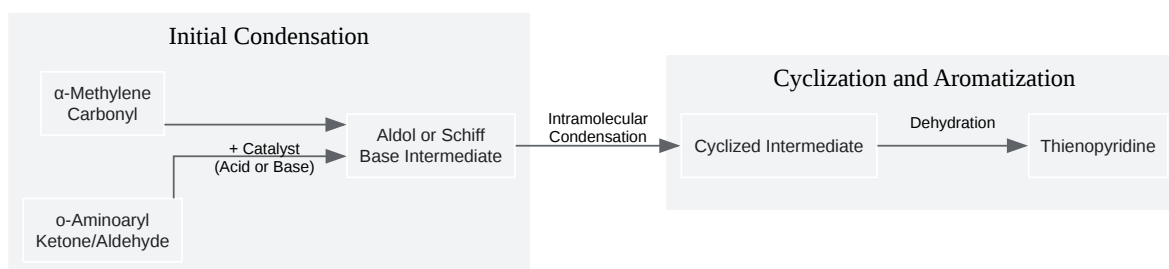 Initial Condensation
α-Methylene
Carbonyl
+ Catalyst
(Acid or Base)
o-Aminoaryl
Ketone/Aldehyde
Aldol or Schiff
Base Intermediate
Intramolecular
Condensation
Cyclization and Aromatization
Cyclized Intermediate
Dehydration
Thienopyridine